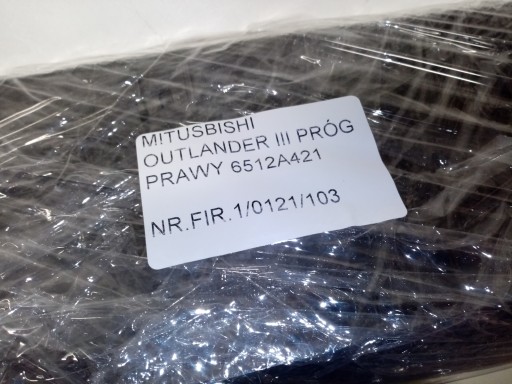 MITUSBISHI
OUTLANDER III PRÓG
PRAWY 6512A421
NR.FIR.1/0121/103